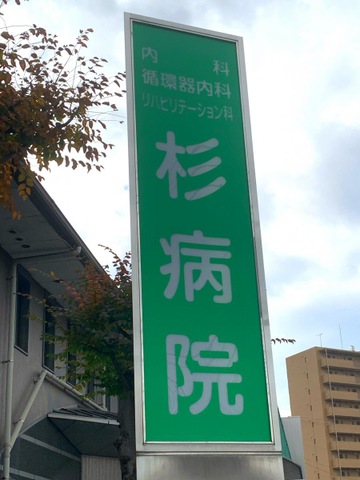 内科
循環器内科
リハビリテーション科
杉病院